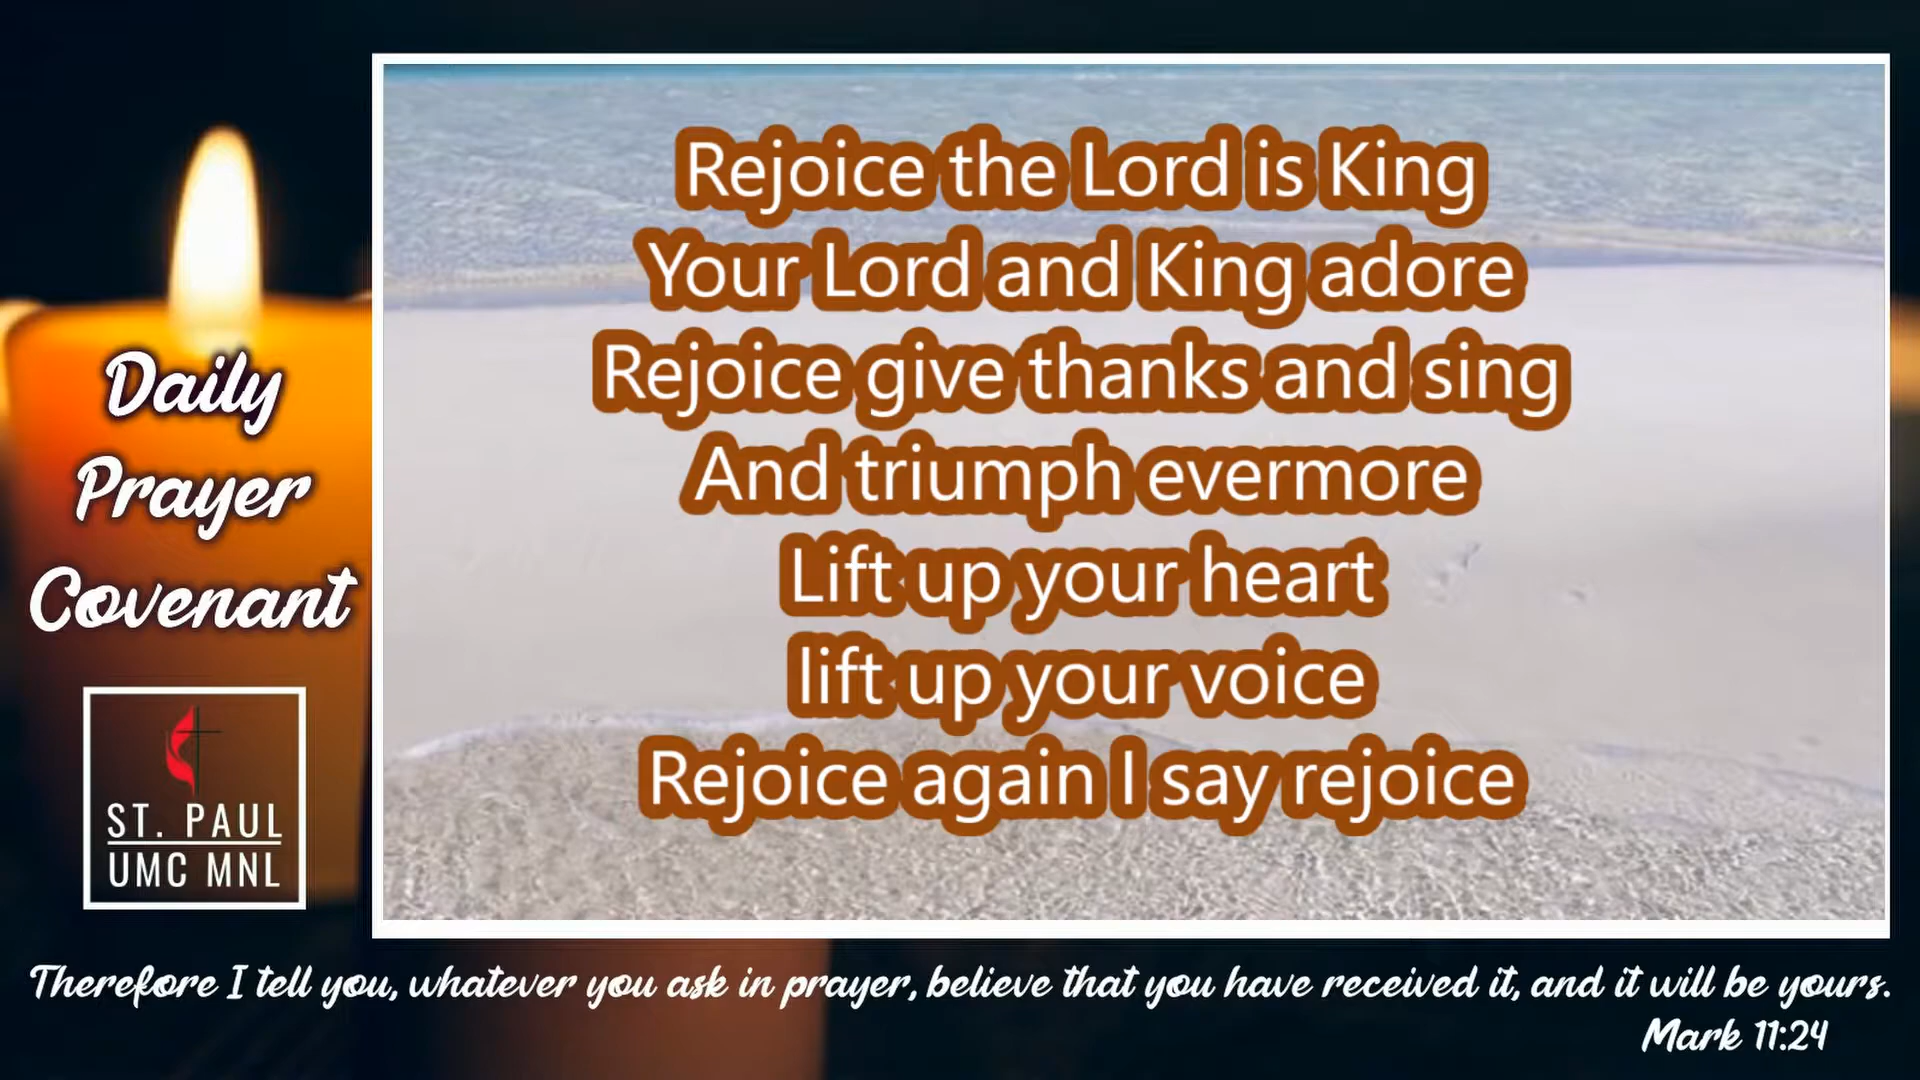 Daily
Prayer
Covenant
ST. PAUL
UMC MNL
Rejoice the Lord is King
Your Lord and King adore
Rejoice give thanks and sing
And triumph evermore
Lift up your heart
lift up your voice
Rejoice again I say rejoice
Therefore I tell you, whatever you ask in prayer, believe that you have received it, and it will be yours.
Mark 11:24